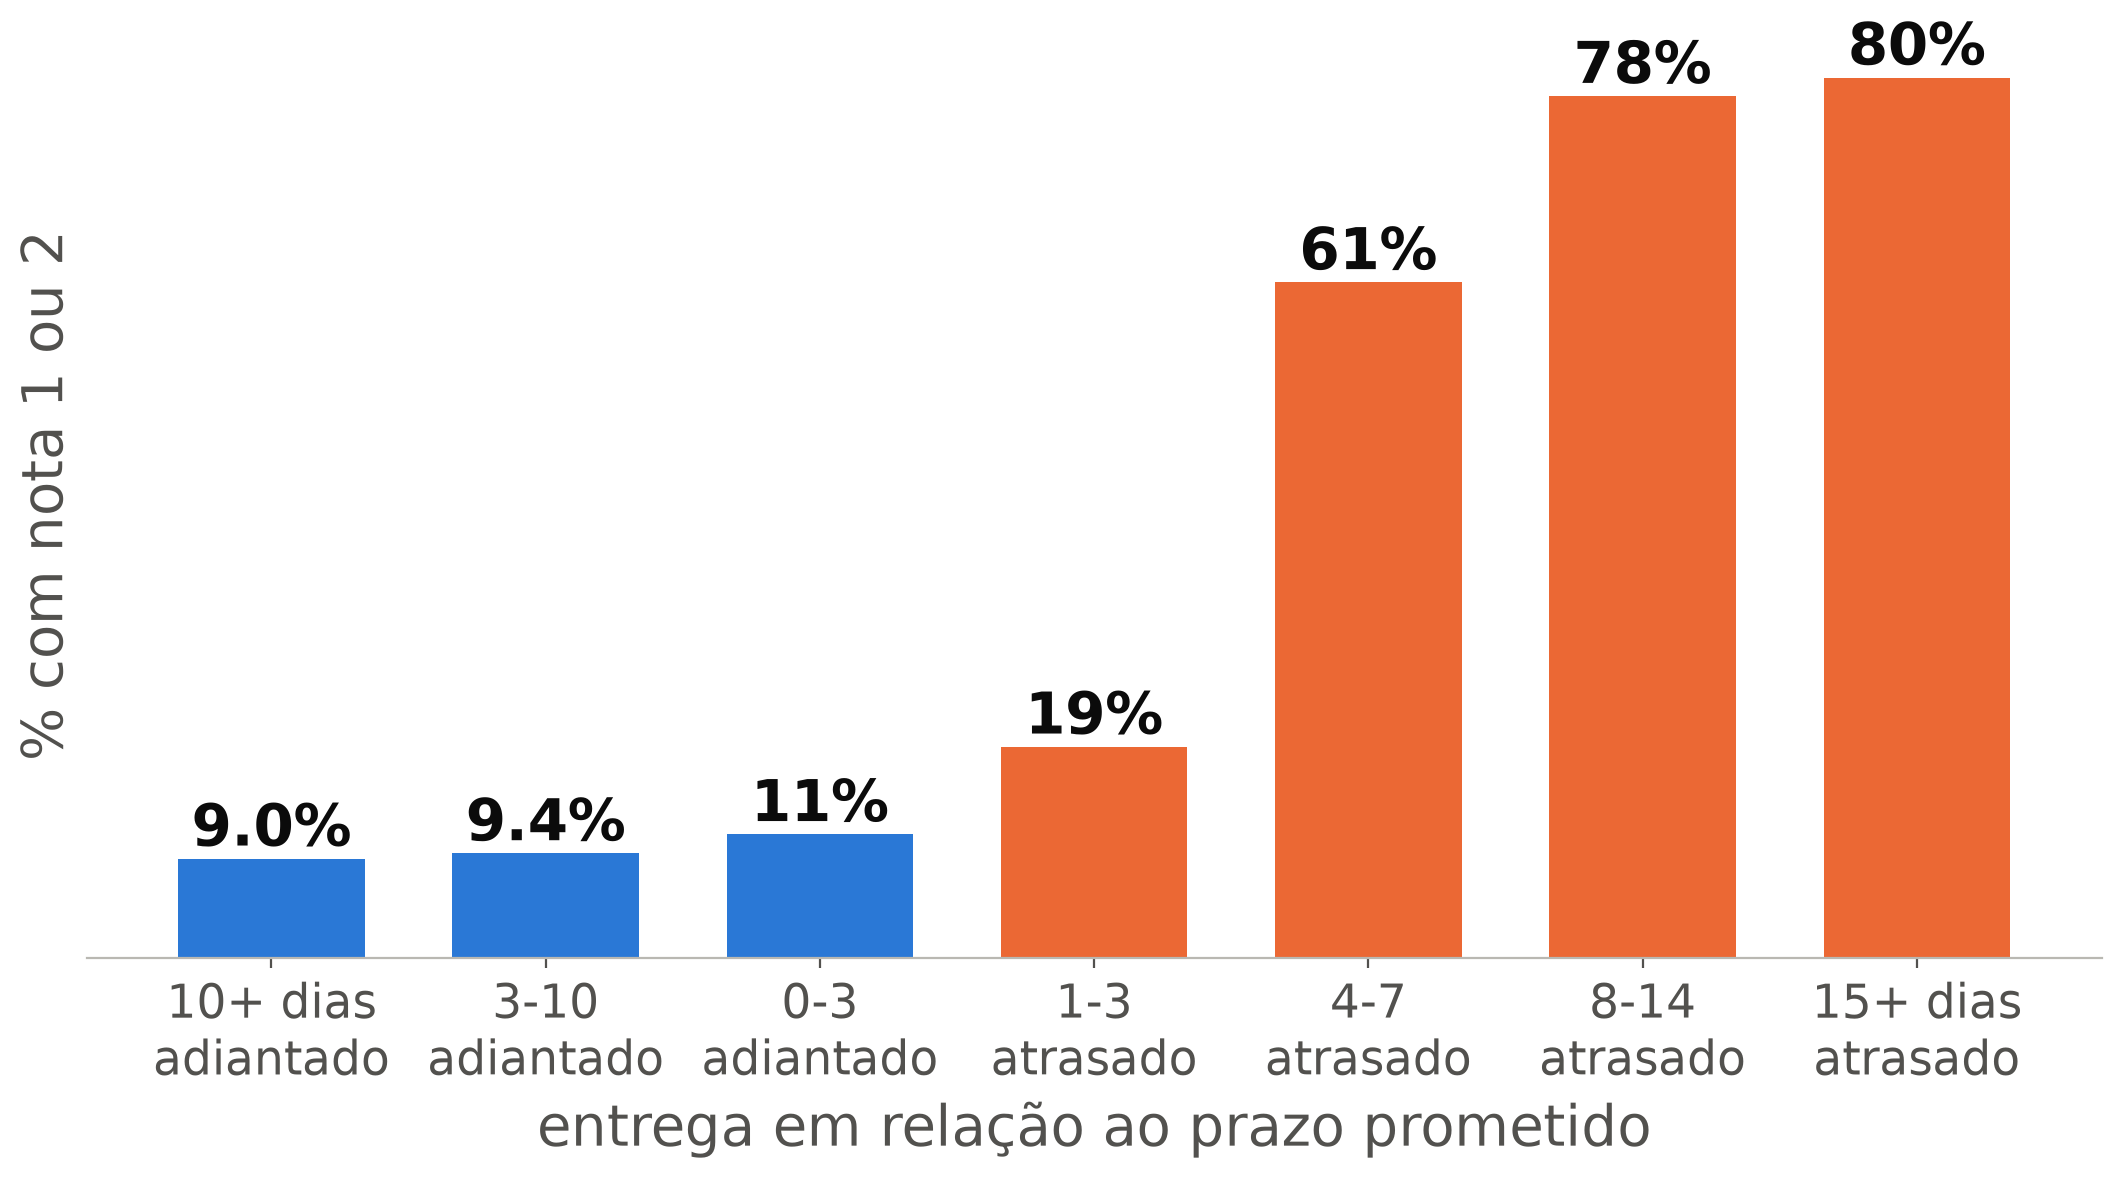 % com nota 1 ou 2
9.0%
9.4%
11%
19%
61%
78%
80%
10+ dias
adiantado
3-10
adiantado
0-3
adiantado
1-3
atrasado
4-7
atrasado
8-14
atrasado
15+ dias
atrasado
entrega em relação ao prazo prometido